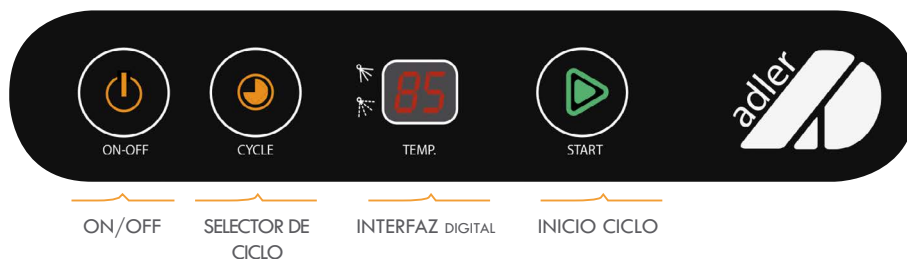 adler
85
ON-OFF
CYCLE
TEMP.
START
ON/OFF
SELECTOR DE
CICLO
INTERFAZ DIGITAL
INICIO CICLO